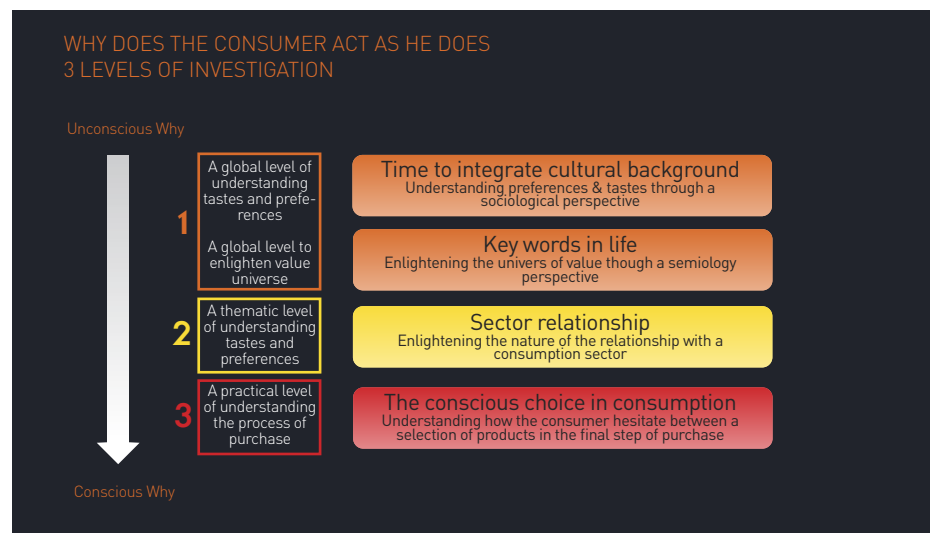 WHY DOES THE CONSUMER ACT AS HE DOES
3 LEVELS OF INVESTIGATION
Unconscious Why
1
A global level of
understanding
tastes and prefe-
rences
A global level to
enlighten value
universe
Time to integrate cultural background
Understanding preferences & tastes through a
sociological perspective
Key words in life
Enlightening the univers of value though a semiology
perspective
2
A thematic level
of understanding
tastes and
preferences
Sector relationship
Enlightening the nature of the relationship with a
consumption sector
3
A practical level
of understanding
the process of
purchase
The conscious choice in consumption
Understanding how the consumer hesitate between a
selection of products in the final step of purchase
Conscious Why